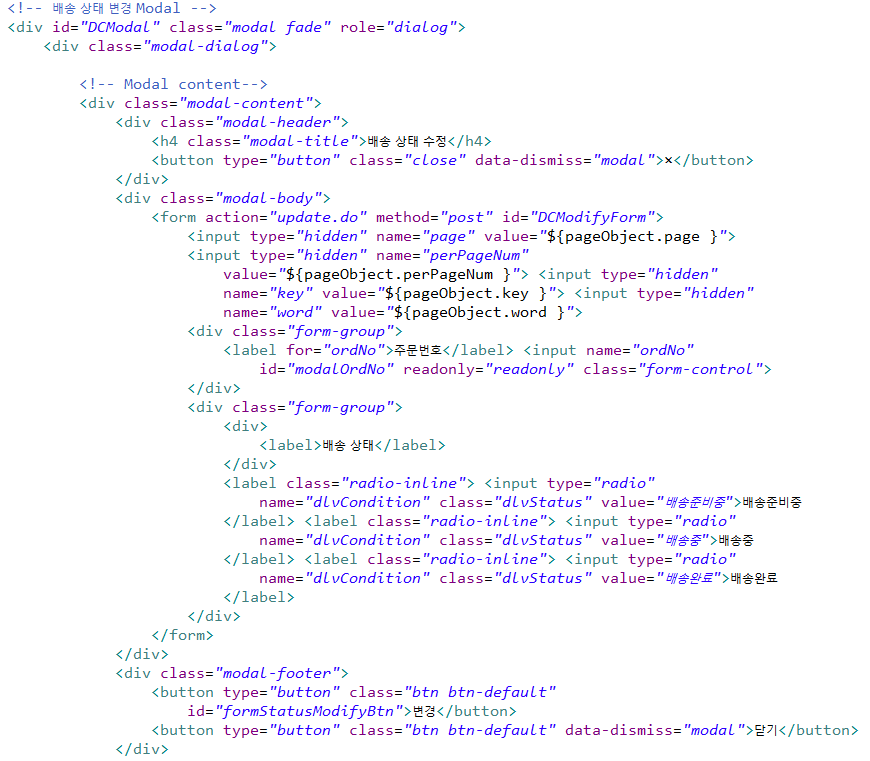 <!-- 배송 상태 변경 Modal -->
<div id="DCModal" class="modal fade" role="dialog">
<div class="modal-dialog">
<!-- Modal content-->
<div class="modal-content">
<div class="modal-header">
<h4 class="modal-title">배송 상태 수정</h4>
<button type="button" class="close" data-dismiss="modal">×</button>
</div>
<div class="modal-body">
<form action="update.do" method="post" id="DCModifyForm">
<input type="hidden" name="page" value="${pageObject.page }">
<input type="hidden" name="perPageNum"
value="${pageObject.perPageNum }"> <input type="hidden"
name="key" value="${pageObject.key }"> <input type="hidden"
name="word" value="${pageObject.word }">
<div class="form-group">
<label for="ordNo">주문번호</label> <input name="ordNo"
id="modalOrdNo" readonly="readonly" class="form-control">
</div>
<div class="form-group">
<div>
<label>배송 상태</label>
</div>
<label class="radio-inline"> <input type="radio"
name="dlvCondition" class="dlvStatus" value="배송준비중">배송준비중
</label> <label class="radio-inline"> <input type="radio"
name="dlvCondition" class="dlvStatus" value="배송중">배송중
</label> <label class="radio-inline"> <input type="radio"
name="dlvCondition" class="dlvStatus" value="배송완료">배송완료
</label>
</div>
</form>
</div>
<div class="modal-footer">
<button type="button" class="btn btn-default"
id="formStatusModifyBtn">변경</button>
<button type="button" class="btn btn-default" data-dismiss="modal">닫기</button>
</div>